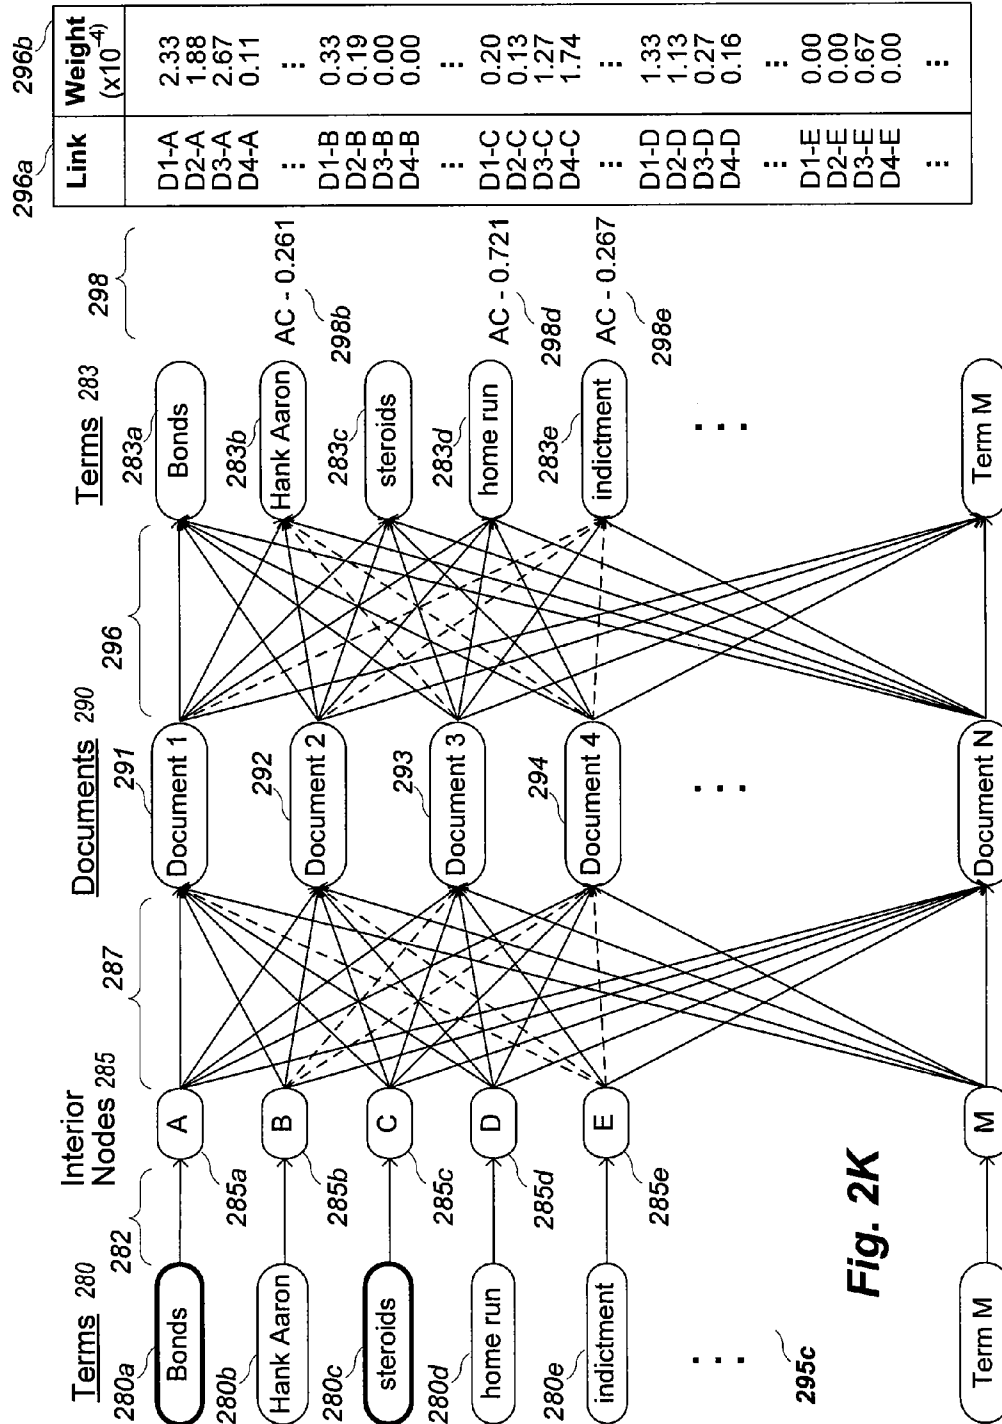 Terms 280
280a
Bonds
280b
Hank Aaron
280c
steroids
280d
home run
280e
indictment
. . .
295c
Term M
282
Interior
Nodes 285
A
285a
B
285b
C
285c
D
285d
E
285e
M
287
Documents 290
291
Document 1
292
Document 2
293
Document 3
294
Document 4
. . .
Document N
296
Terms 283
283a
Bonds
283b
Hank Aaron
283c
steroids
283d
home run
283e
indictment
. . .
Term M
298
AC - 0.261
298b
AC - 0.721
298d
AC - 0.267
298e
296a 296b
Link Weight
(x10-4)
D1-A 2.33
D2-A 1.88
D3-A 2.67
D4-A 0.11
... ...
D1-B 0.33
D2-B 0.19
D3-B 0.00
D4-B 0.00
... ...
D1-C 0.20
D2-C 0.13
D3-C 1.27
D4-C 1.74
... ...
D1-D 1.33
D2-D 1.13
D3-D 0.27
D4-D 0.16
... ...
D1-E 0.00
D2-E 0.00
D3-E 0.67
D4-E 0.00
... ...
Fig. 2K